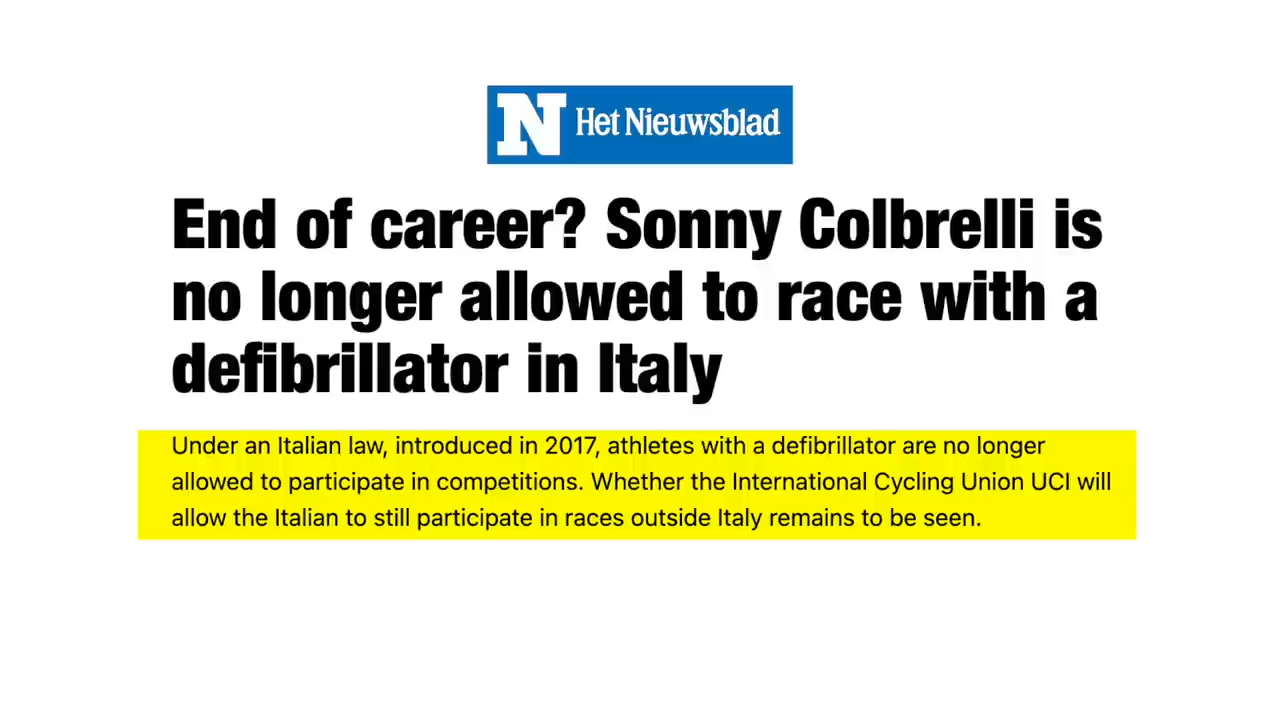 N Het Nieuwsblad
End of career? Sonny Colbrelli is
no longer allowed to race with a
defibrillator in Italy
Under an Italian law, introduced in 2017, athletes with a defibrillator are no longer
allowed to participate in competitions. Whether the International Cycling Union UCI will
allow the Italian to still participate in races outside Italy remains to be seen.